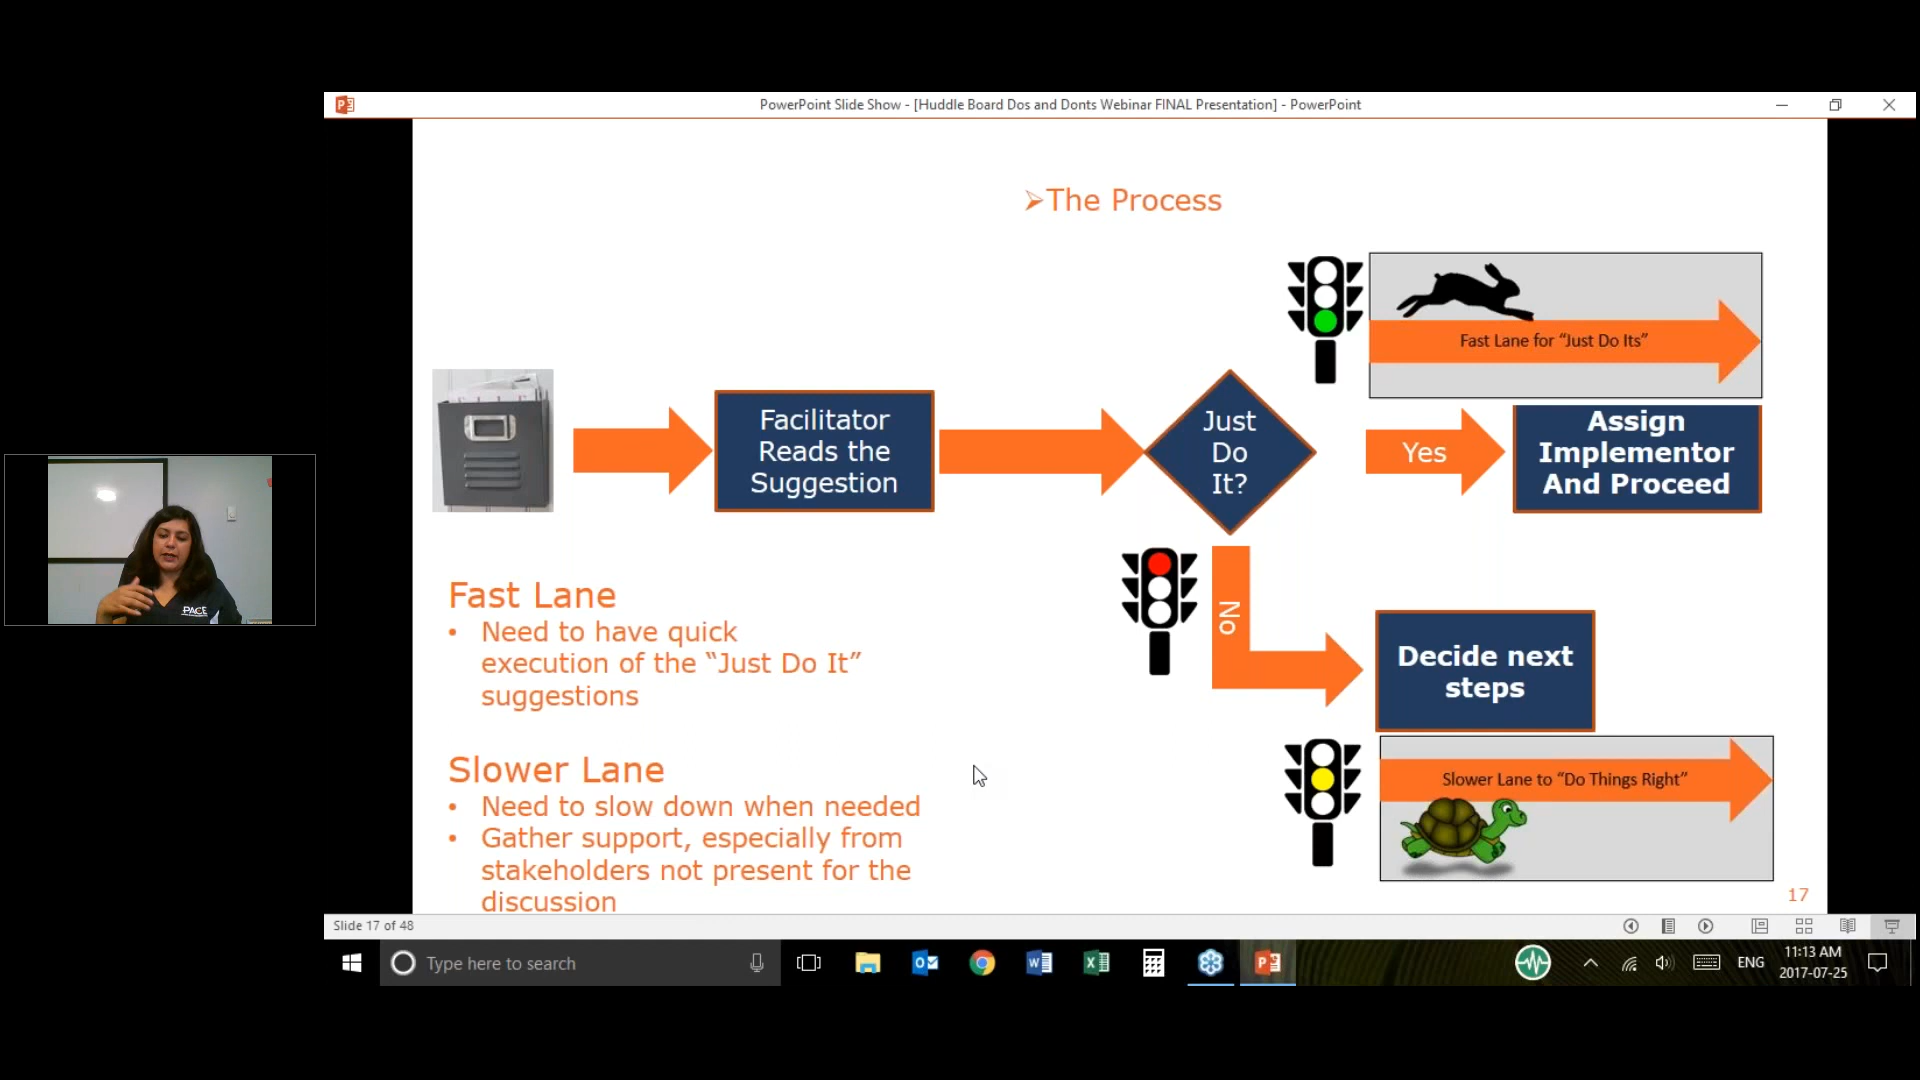 PowerPoint Slide Show - [Huddle Board Dos and Donts Webinar FINAL Presentation] - PowerPoint
➢The Process
Fast Lane for “Just Do Its”
Facilitator
Reads the
Suggestion
Just
Do
It?
Yes
Assign
Implementor
And Proceed
No
Decide next
steps
Slower Lane to “Do Things Right”
Fast Lane
• Need to have quick
execution of the “Just Do It”
suggestions
Slower Lane
• Need to slow down when needed
• Gather support, especially from
stakeholders not present for the
discussion
17
PACE
Slide 17 of 48
Type here to search
ENG
11:13 AM
2017-07-25